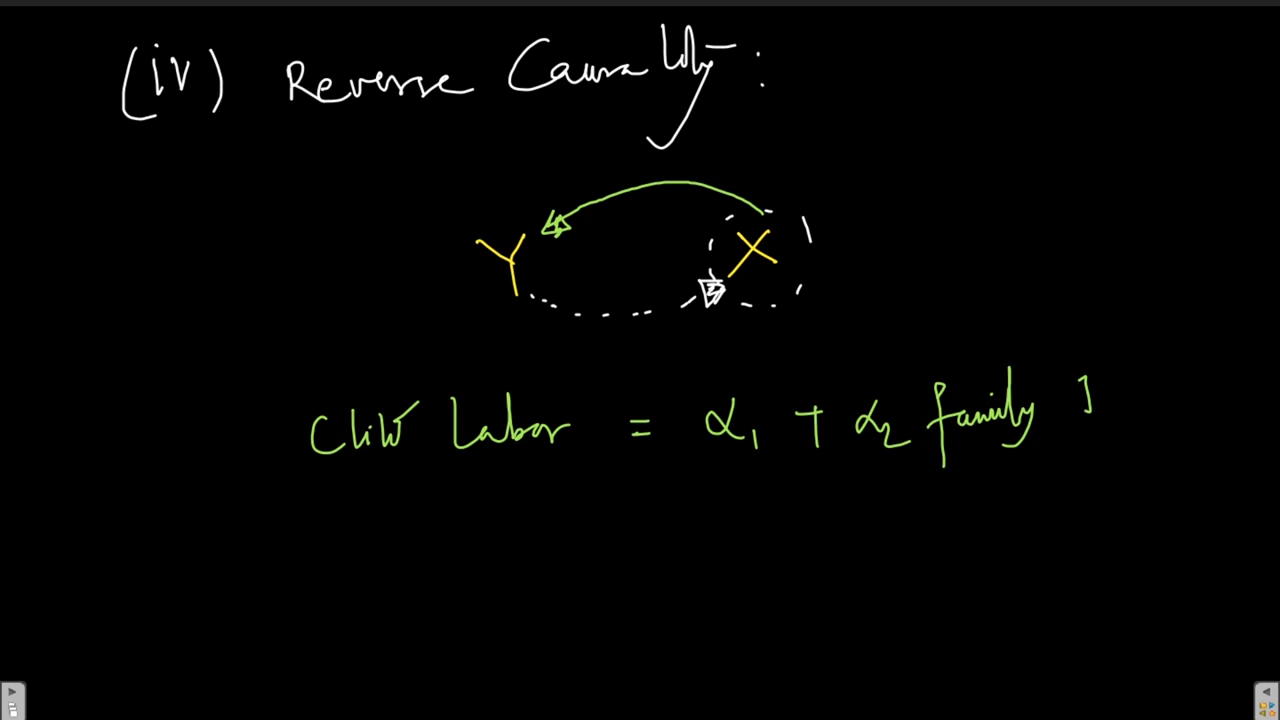 (iv) Reverse Causality:
Y X
Child Labor = α₁ + α₂ family I